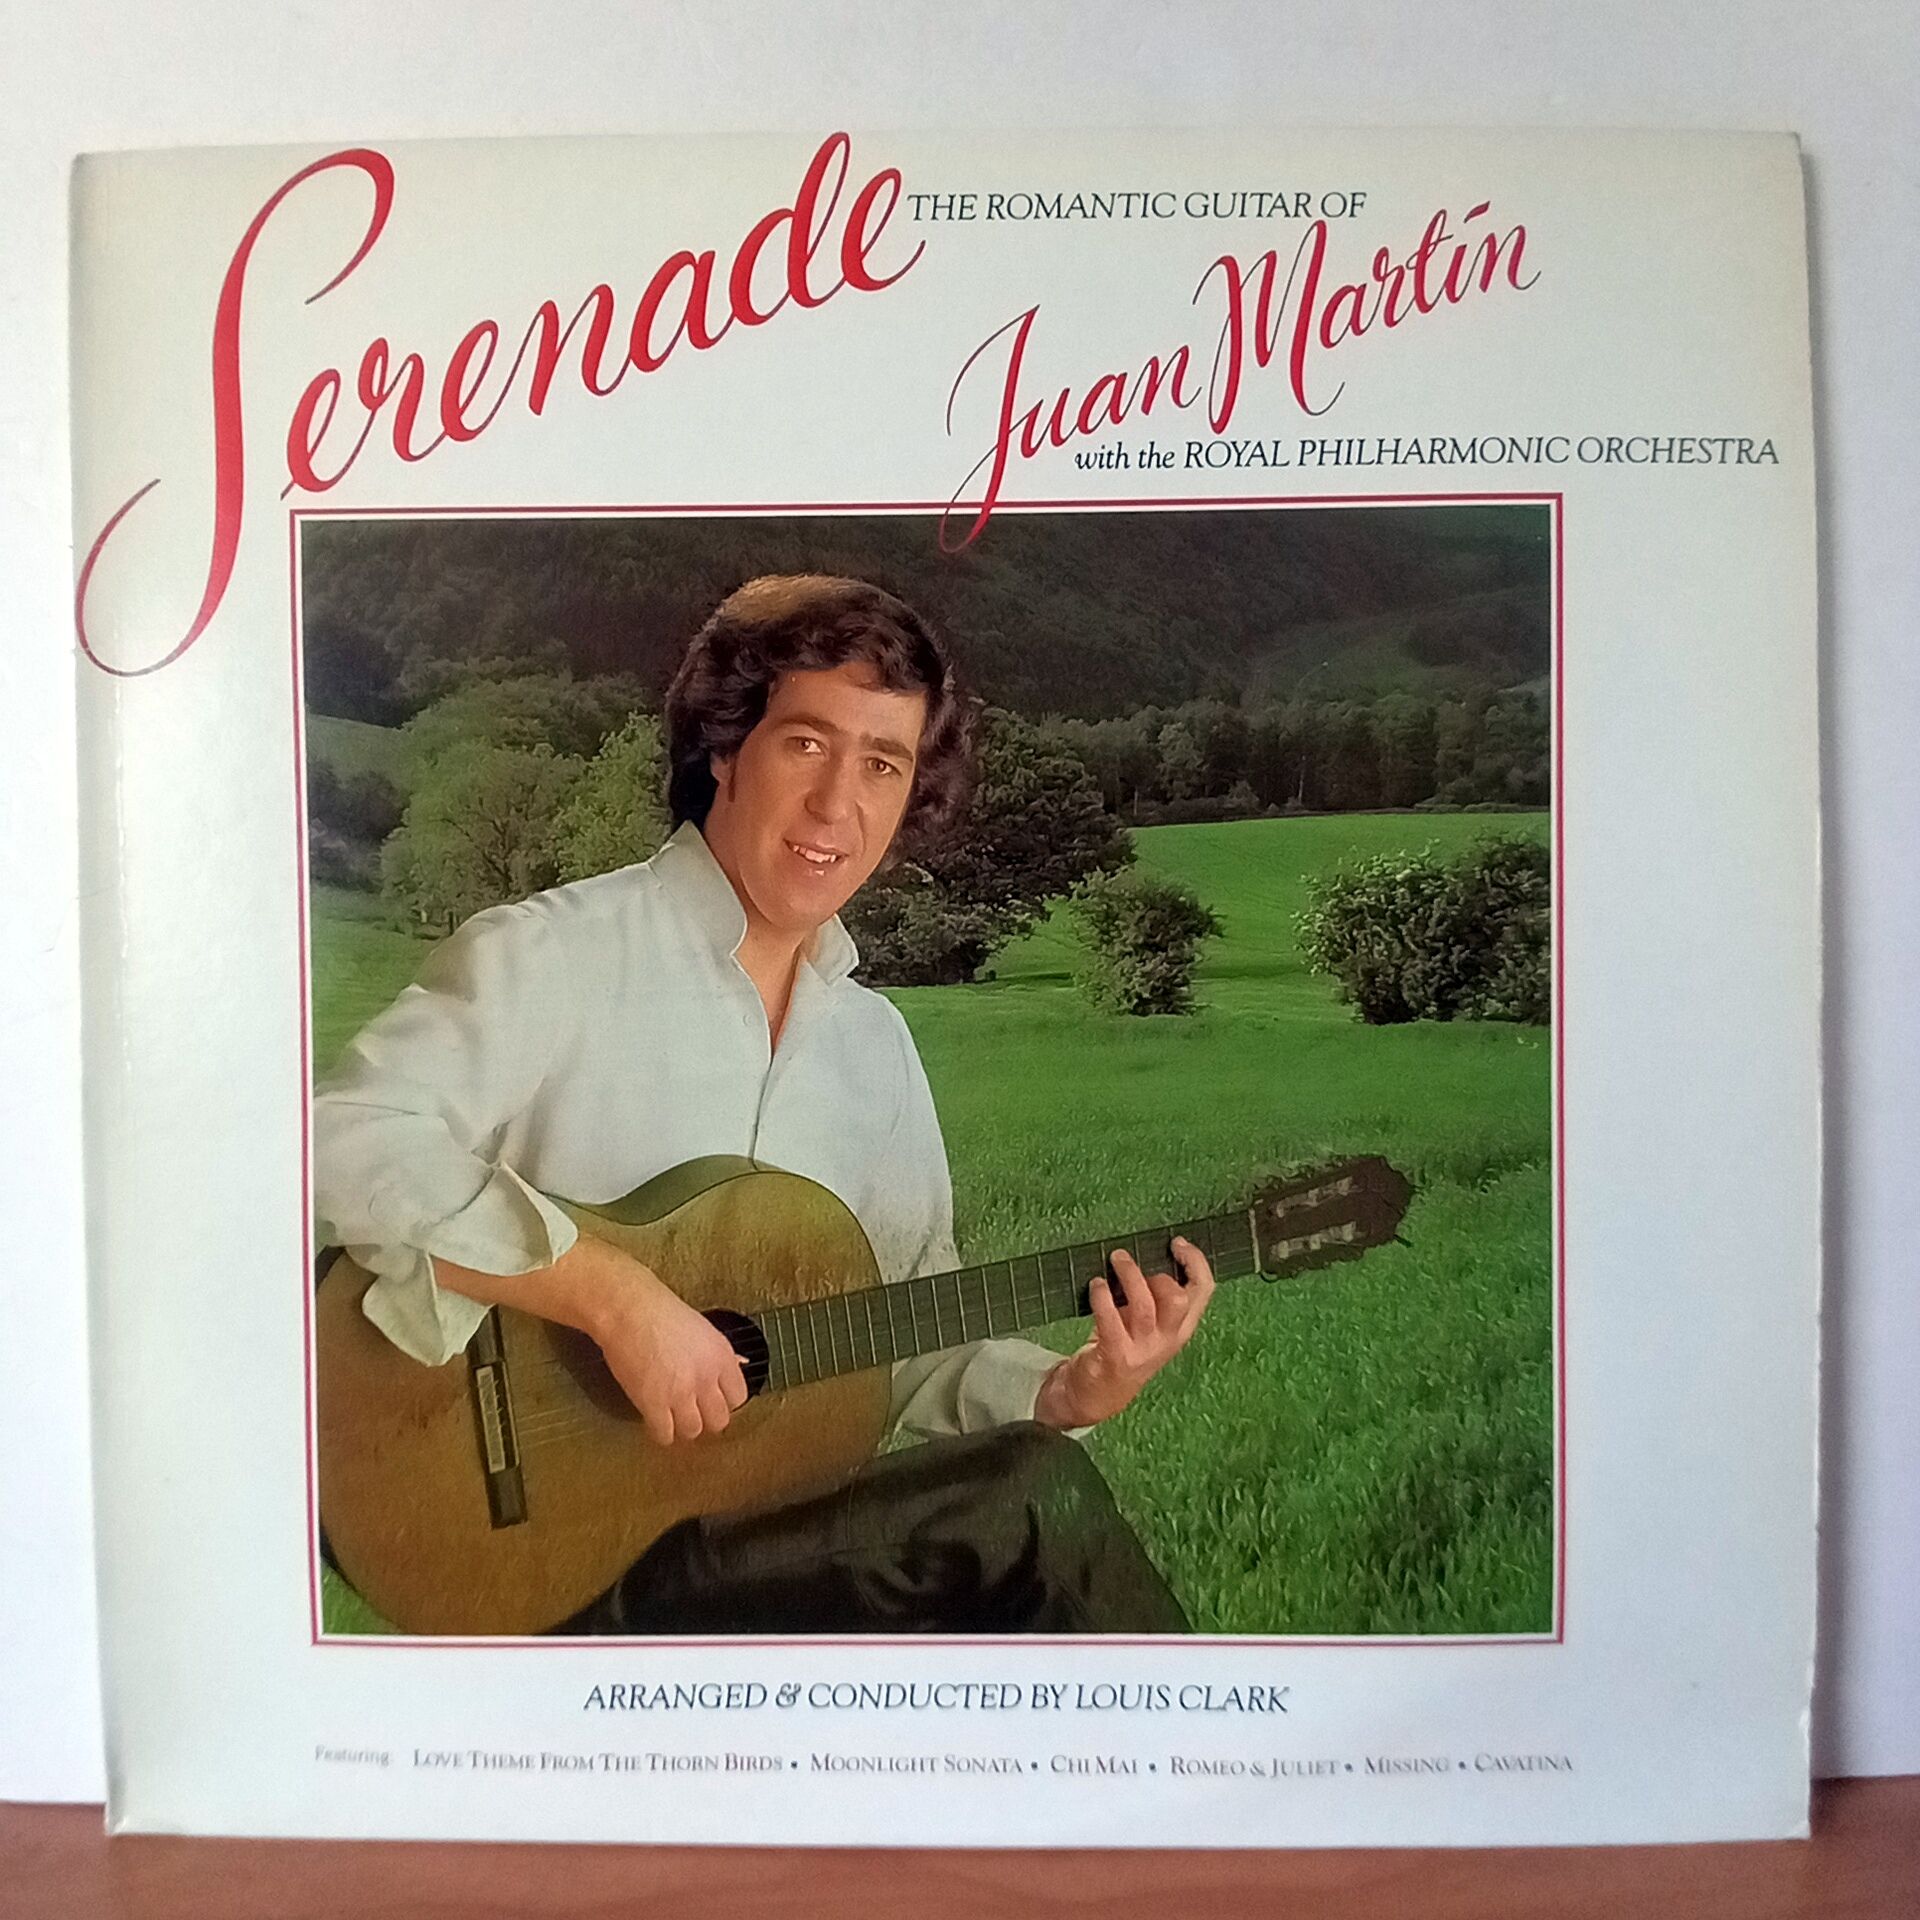 Serenade
THE ROMANTIC GUITAR OF
Juan Martín
with the ROYAL PHILHARMONIC ORCHESTRA
ARRANGED & CONDUCTED BY LOUIS CLARK
Featuring: LOVE THEME FROM THE THORN BIRDS • MOONLIGHT SONATA • CHI MAI • ROMEO & JULIET • MISSING • CAVATINA